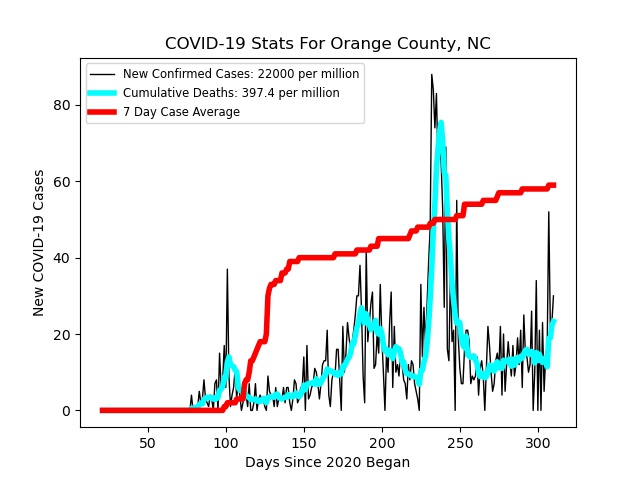 COVID-19 Stats For Orange County, NC
New Confirmed Cases: 22000 per million
Cumulative Deaths: 397.4 per million
7 Day Case Average
New COVID-19 Cases
80
60
40
20
0
50 100 150 200 250 300
Days Since 2020 Began